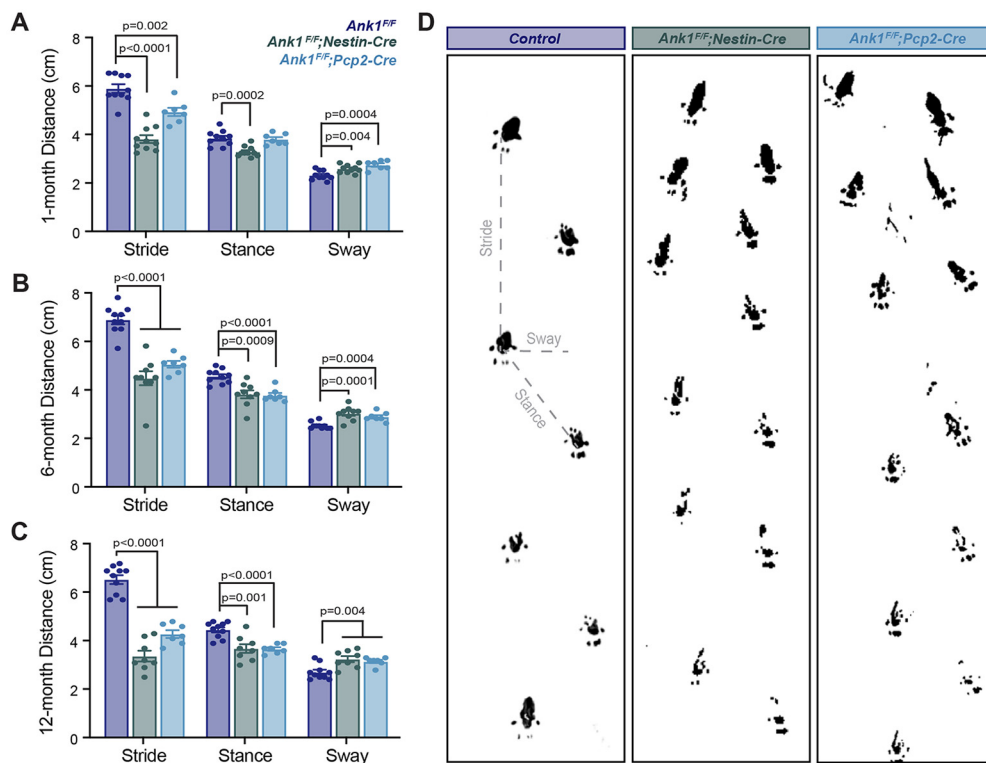 A
Ank1F/F
Ank1F/F;Nestin-Cre
Ank1F/F;Pcp2-Cre
1-month Distance (cm)
8
6
4
2
0
p=0.002
p<0.0001
p=0.0002
p=0.0004
p=0.004
Stride
Stance
Sway
B
6-month Distance (cm)
8
6
4
2
0
p<0.0001
p<0.0001
p=0.0009
p=0.0004
p=0.0001
Stride
Stance
Sway
C
12-month Distance (cm)
8
6
4
2
0
p<0.0001
p<0.0001
p=0.001
p=0.004
Stride
Stance
Sway
D
Control
Ank1F/F;Nestin-Cre
Ank1F/F;Pcp2-Cre
Stride
Sway
Stance